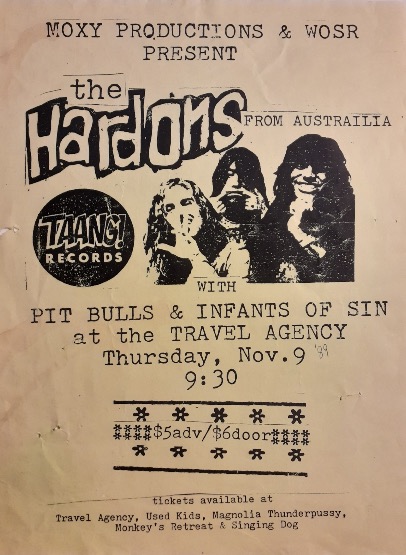 MOXY PRODUCTIONS & WOSR
PRESENT
the
Hardons
FROM AUSTRAILIA
TAANG!
RECORDS
WITH
PIT BULLS & INFANTS OF SIN
at the TRAVEL AGENCY
Thursday, Nov.9 '89
9:30
* * * * *
####$5adv/$6door####
* * * * *
tickets available at
Travel Agency, Used Kids, Magnolia Thunderpussy,
Monkey's Retreat & Singing Dog